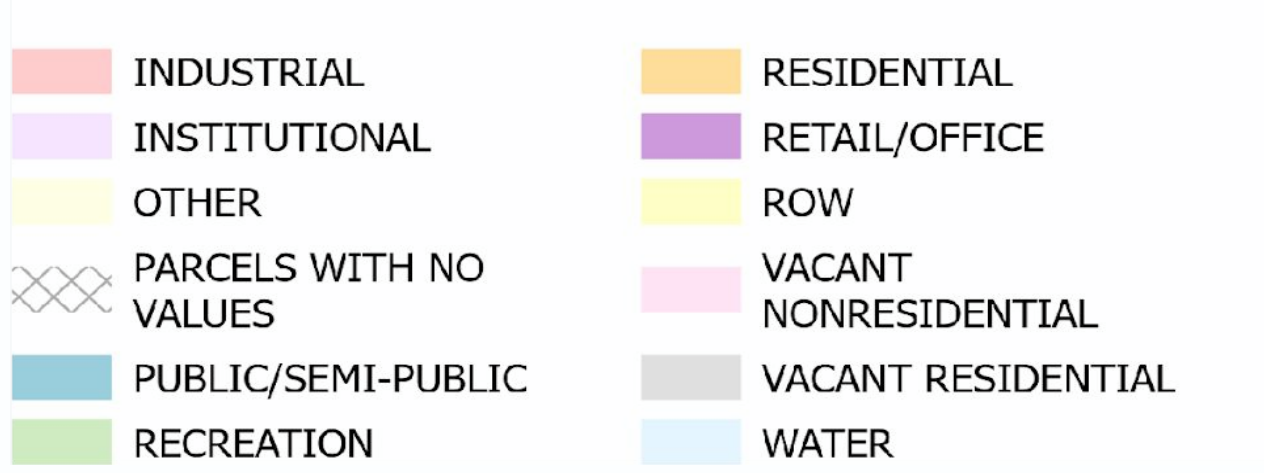 INDUSTRIAL
INSTITUTIONAL
OTHER
PARCELS WITH NO
VALUES
PUBLIC/SEMI-PUBLIC
RECREATION
RESIDENTIAL
RETAIL/OFFICE
ROW
VACANT
NONRESIDENTIAL
VACANT RESIDENTIAL
WATER